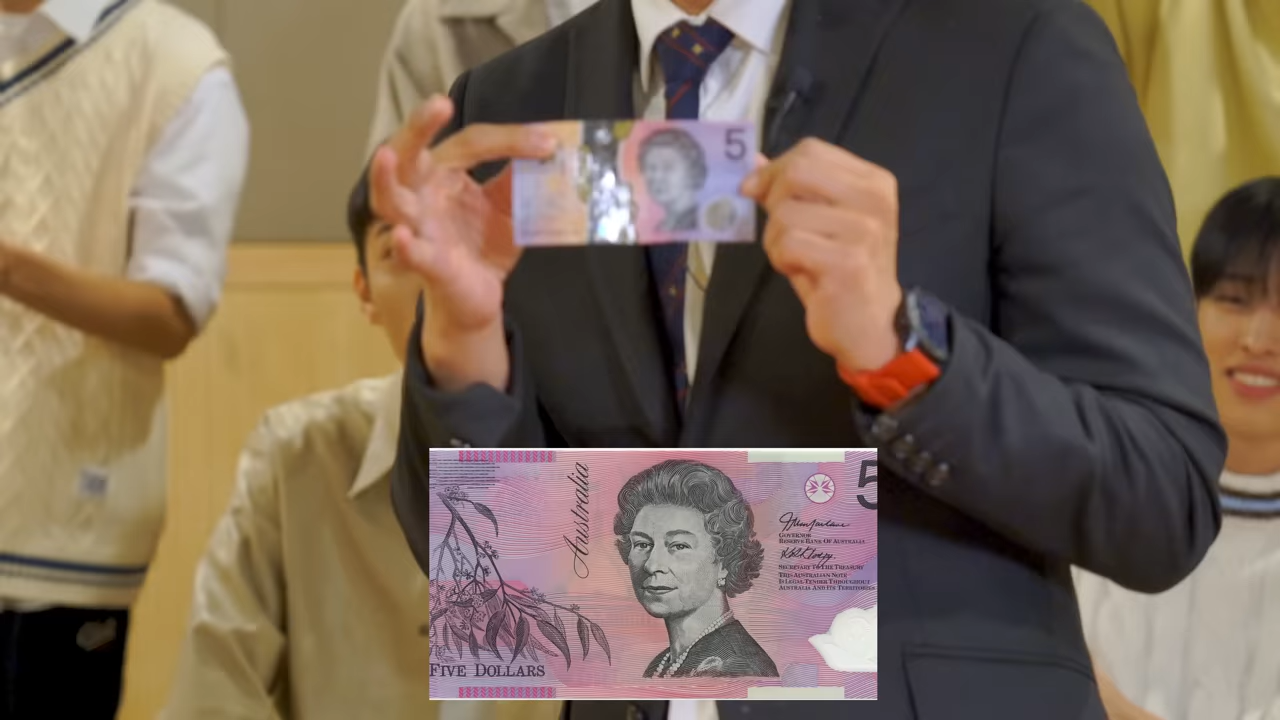 5
Australia
5
Governor
Reserve Bank of Australia
Secretary to the Treasury
This Australian Note
Is Legal Tender Throughout
Australia and its Territories
Five Dollars